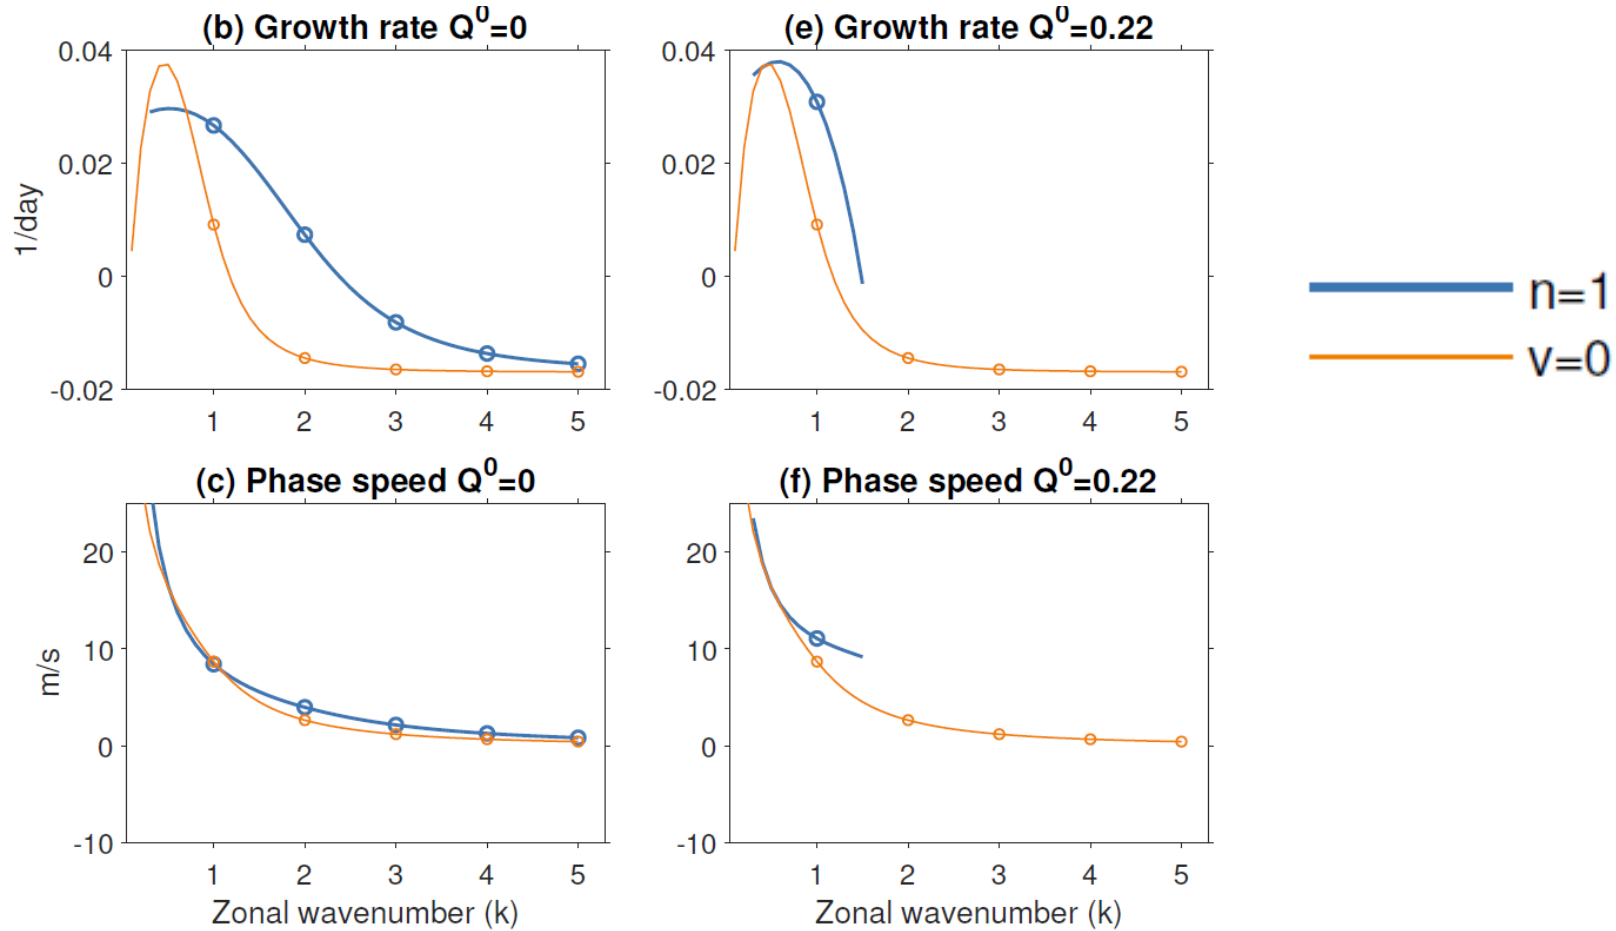 (b) Growth rate Q⁰=0
0.04
0.02
0
-0.02
1/day
1 2 3 4 5
(e) Growth rate Q⁰=0.22
0.04
0.02
0
-0.02
1 2 3 4 5
n=1
v=0
(c) Phase speed Q⁰=0
20
10
0
-10
m/s
1 2 3 4 5
Zonal wavenumber (k)
(f) Phase speed Q⁰=0.22
20
10
0
-10
1 2 3 4 5
Zonal wavenumber (k)